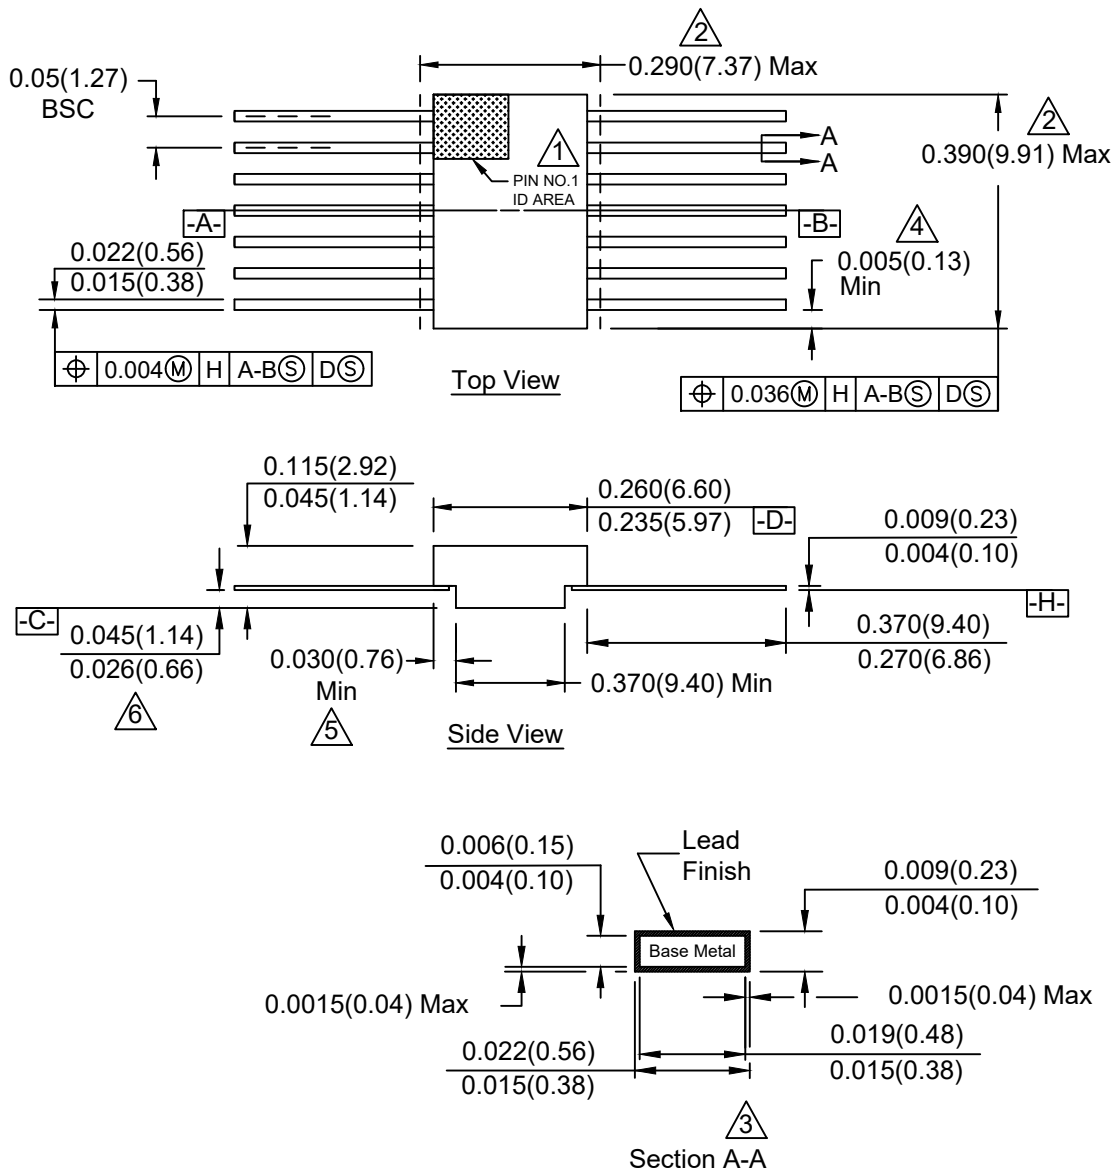 2
0.290(7.37) Max
0.05(1.27)
BSC
A
A
2
0.390(9.91) Max
1
PIN NO.1
ID AREA
-A-
-B-
4
0.005(0.13)
Min
0.022(0.56)
0.015(0.38)
⌖ 0.004Ⓜ H A-BⓈ DⓈ
Top View
⌖ 0.036Ⓜ H A-BⓈ DⓈ
0.115(2.92)
0.045(1.14)
0.260(6.60)
0.235(5.97)
-D-
0.009(0.23)
0.004(0.10)
-C-
-H-
0.045(1.14)
0.026(0.66)
6
0.030(0.76)
Min
5
0.370(9.40) Min
0.370(9.40)
0.270(6.86)
Side View
0.006(0.15)
0.004(0.10)
Lead
Finish
0.009(0.23)
0.004(0.10)
Base Metal
0.0015(0.04) Max
0.0015(0.04) Max
0.022(0.56)
0.015(0.38)
0.019(0.48)
0.015(0.38)
3
Section A-A